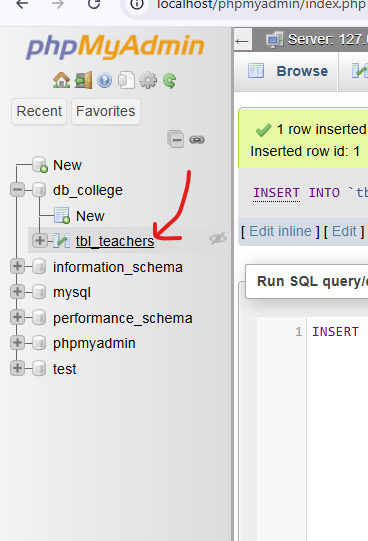 localhost/phpmyadmin/index.php
phpMyAdmin
Server: 127.0
Recent
Favorites
Browse
1 row inserted
Inserted row id: 1
New
db_college
New
INSERT INTO `tb
tbl_teachers
[ Edit inline ] [ Edit ]
information_schema
mysql
Run SQL query/
performance_schema
1 INSERT
phpmyadmin
test